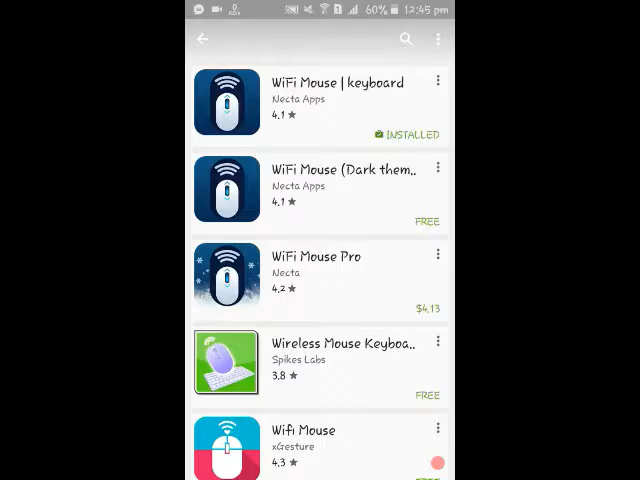 0
K/s
1
60%
12:45 pm
WiFi Mouse | keyboard
Necta Apps
4.1
INSTALLED
WiFi Mouse (Dark them..
Necta Apps
4.1
FREE
WiFi Mouse Pro
Necta
4.2
$4.13
Wireless Mouse Keyboa..
Spikes Labs
3.8
FREE
Wifi Mouse
xGesture
4.3